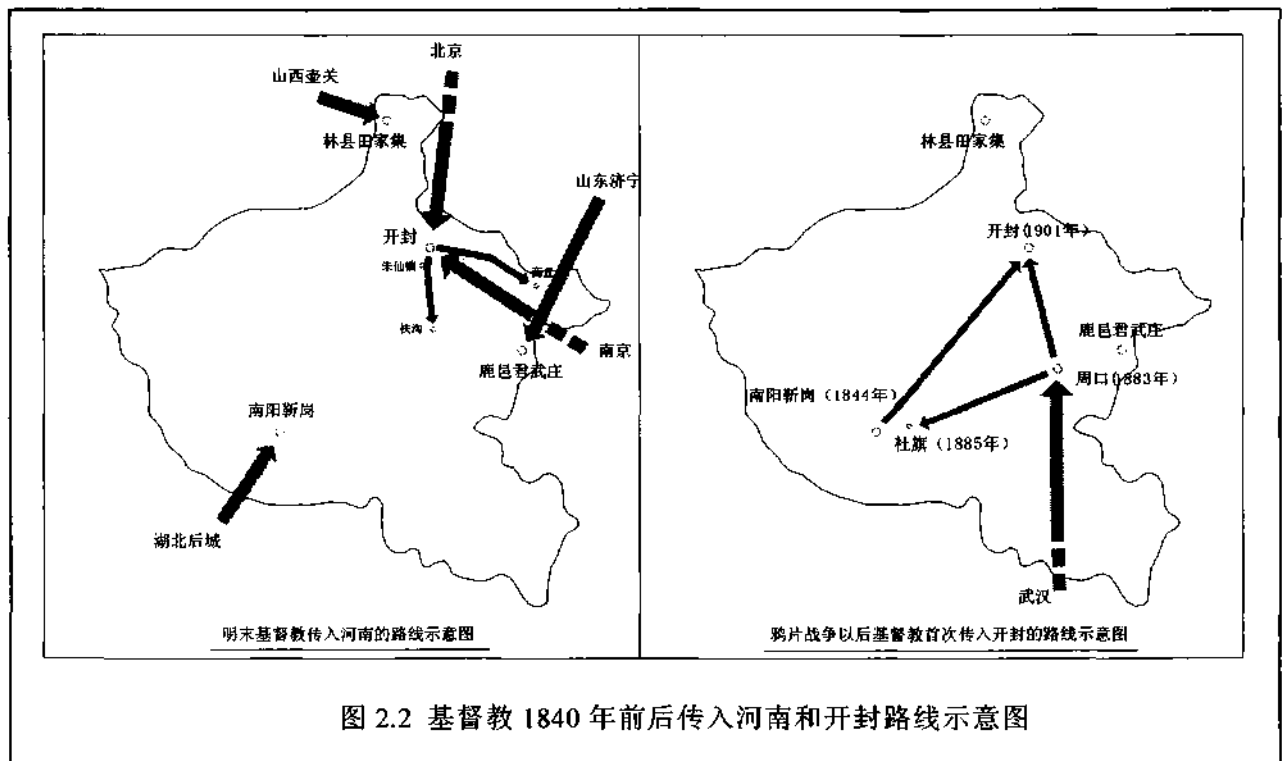 北京
山西壶关
林县田家集
山东济宁
开封
朱仙镇
商丘
扶沟
南京
鹿邑君武庄
南阳靳岗
湖北后城
明末基督教传入河南的路线示意图
林县田家集
开封(1901年)
鹿邑君武庄
周口(1883年)
南阳靳岗（1844年）
杜旗（1885年）
武汉
鸦片战争以后基督教首次传入开封的路线示意图
图 2.2 基督教 1840 年前后传入河南和开封路线示意图